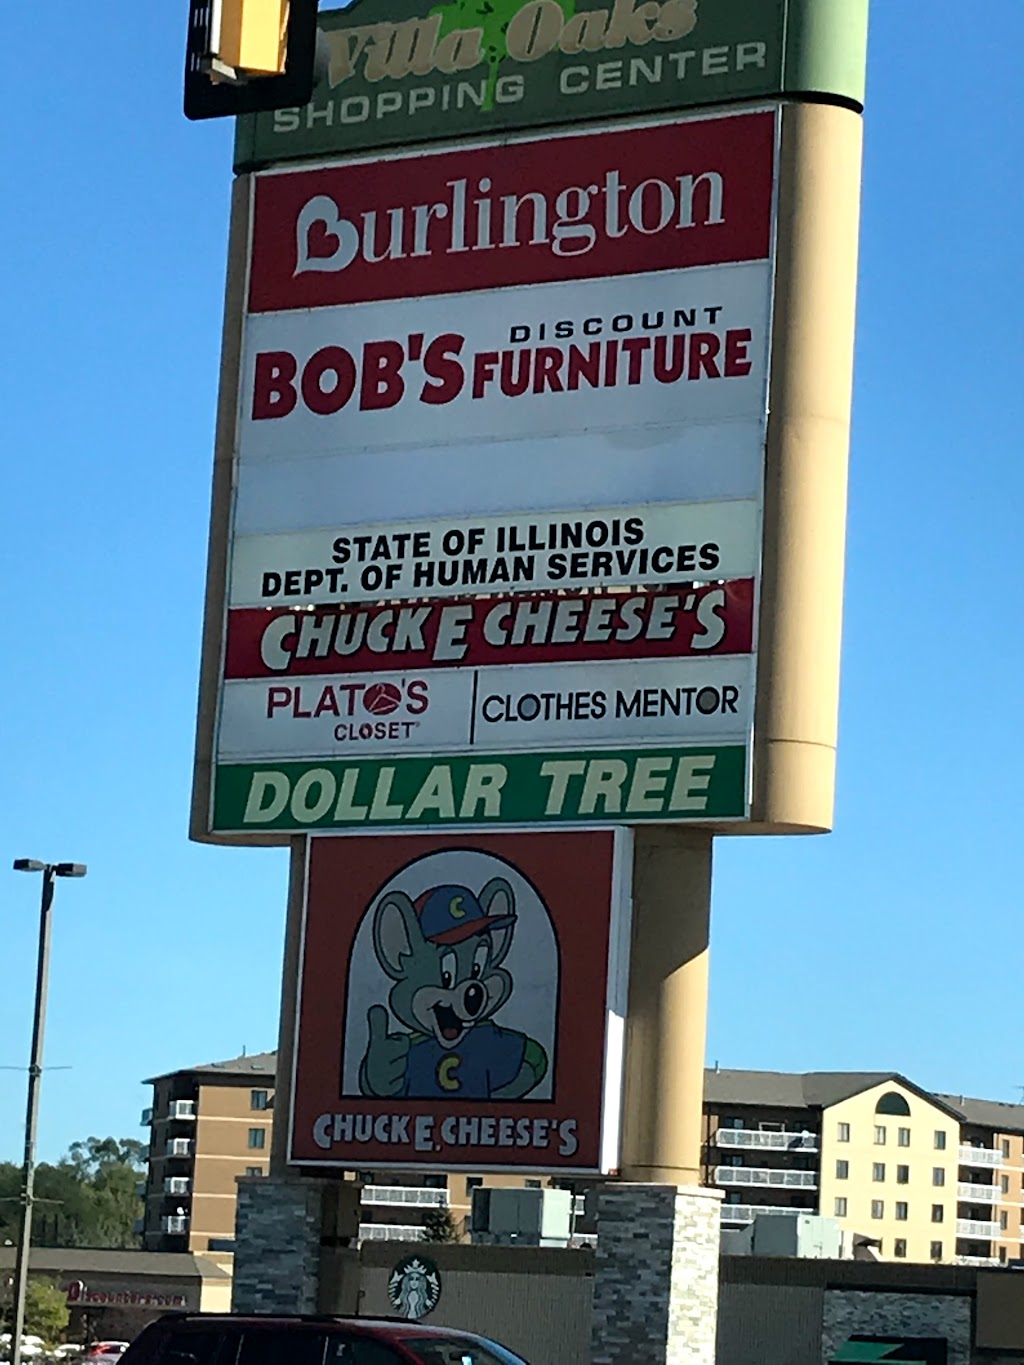 Villa Oaks
SHOPPING CENTER
Burlington
BOB'S DISCOUNT
FURNITURE
STATE OF ILLINOIS
DEPT. OF HUMAN SERVICES
CHUCK E CHEESE'S
PLATO'S
CLOSET
CLOTHES MENTOR
DOLLAR TREE
C
C
CHUCK E. CHEESE'S